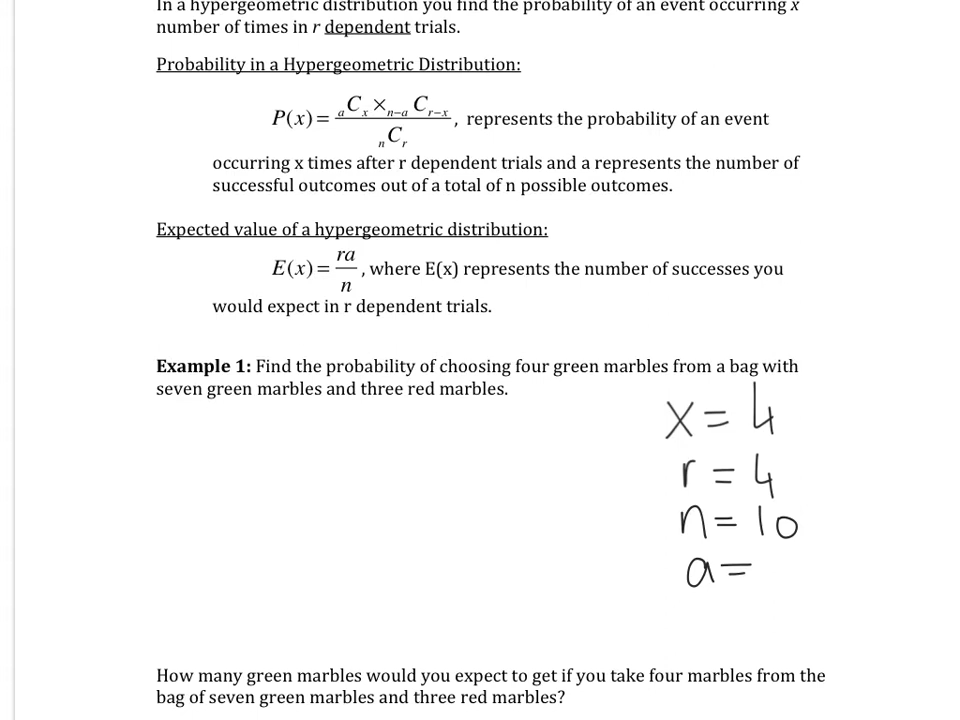 In a hypergeometric distribution you find the probability of an event occurring x
number of times in r dependent trials.
Probability in a Hypergeometric Distribution:
P(x) = ₐCₓ ×ₙ₋ₐ Cᵣ₋ₓ / ₙCᵣ , represents the probability of an event
occurring x times after r dependent trials and a represents the number of
successful outcomes out of a total of n possible outcomes.
Expected value of a hypergeometric distribution:
E(x) = ra / n , where E(x) represents the number of successes you
would expect in r dependent trials.
Example 1: Find the probability of choosing four green marbles from a bag with
seven green marbles and three red marbles.
x = 4
r = 4
n = 10
a =
How many green marbles would you expect to get if you take four marbles from the
bag of seven green marbles and three red marbles?